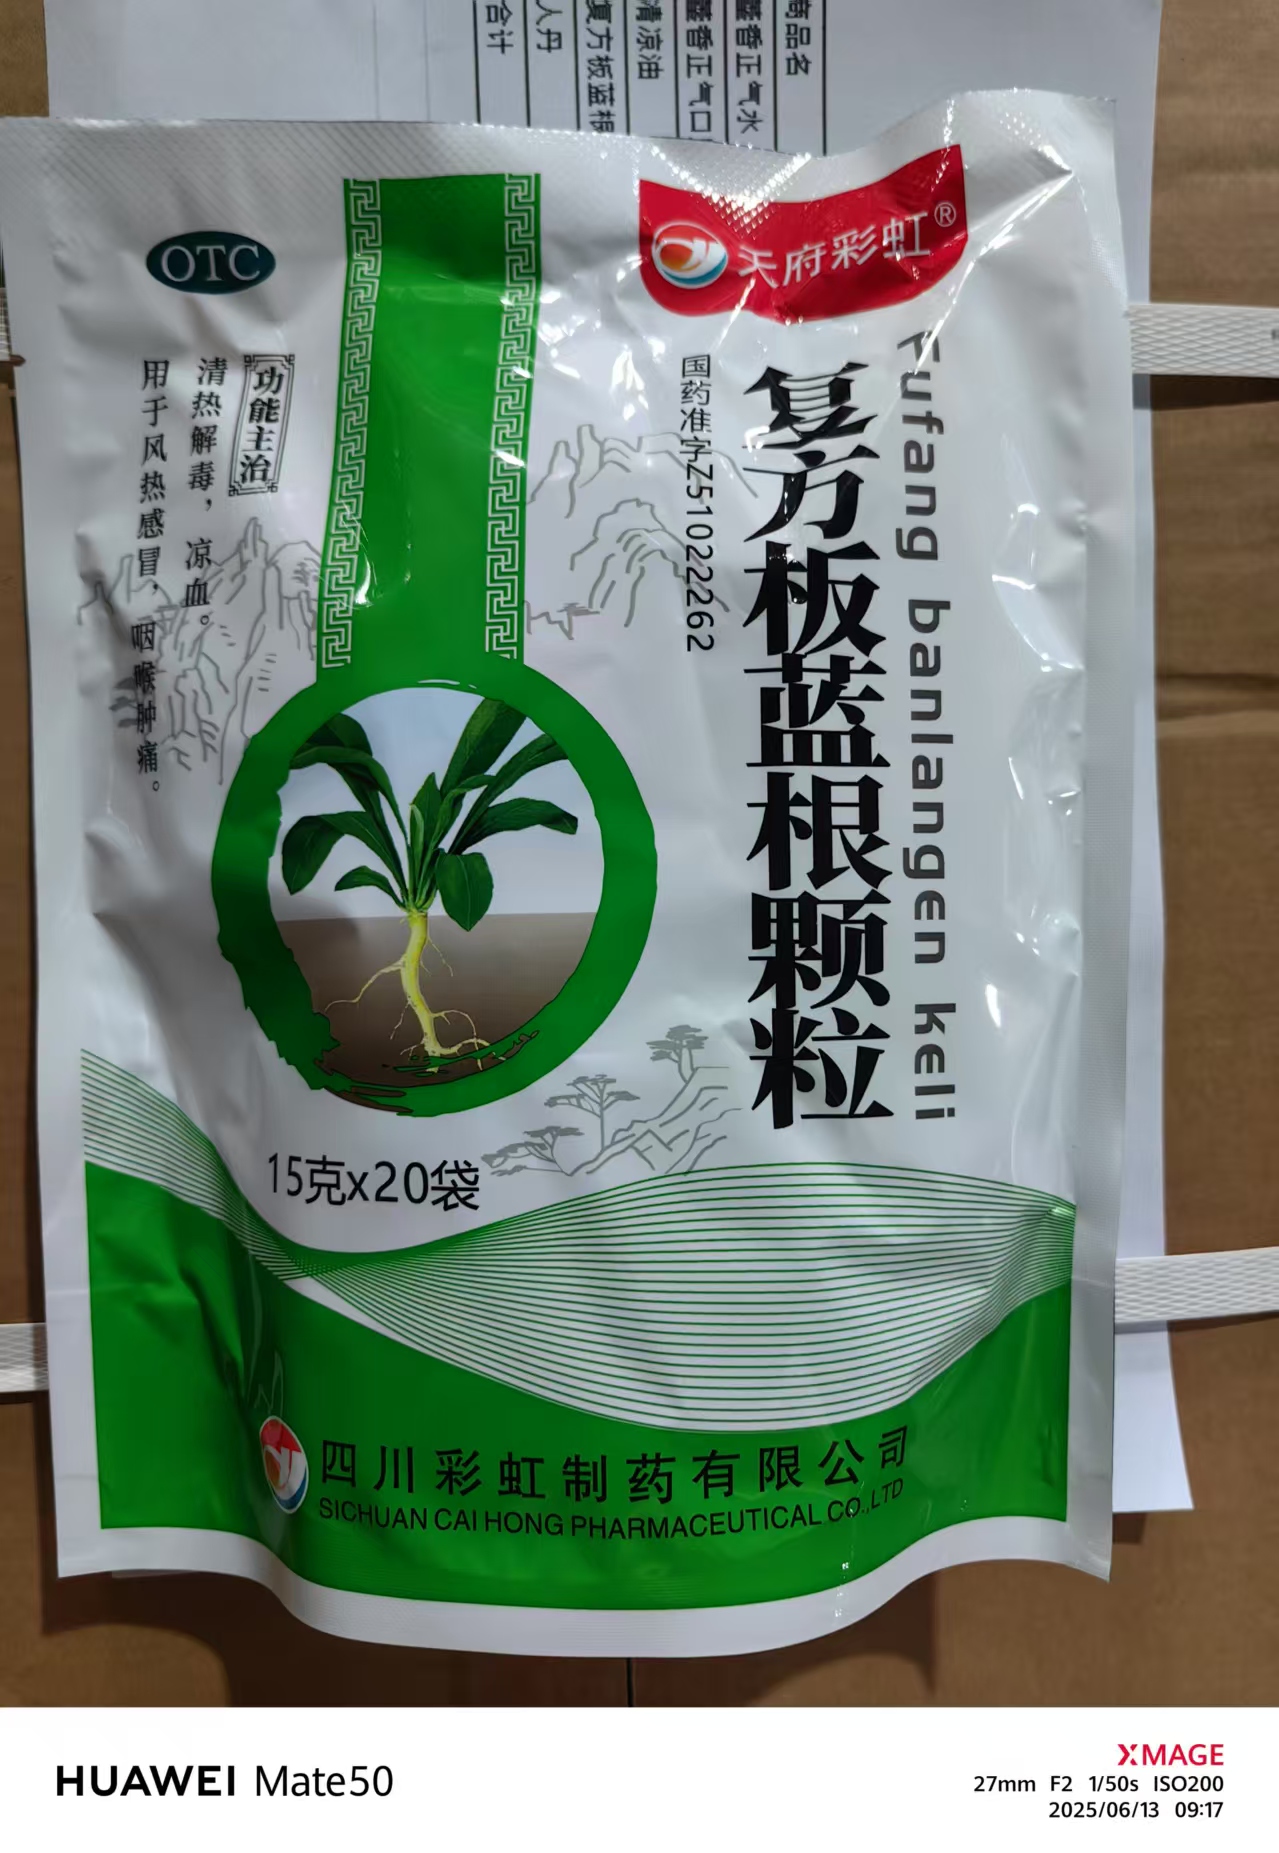 商品名
藿香正气水
藿香正气口
清凉油
复方板蓝根
人丹
合计
OTC
天府彩虹®
Fufang banlangen keli
复方板蓝根颗粒
国药准字Z51022262
功能主治
清热解毒，凉血。
用于风热感冒，咽喉肿痛。
15克x20袋
四川彩虹制药有限公司
SICHUAN CAI HONG PHARMACEUTICAL CO.,LTD
HUAWEI Mate50
XMAGE
27mm F2 1/50s ISO200
2025/06/13 09:17